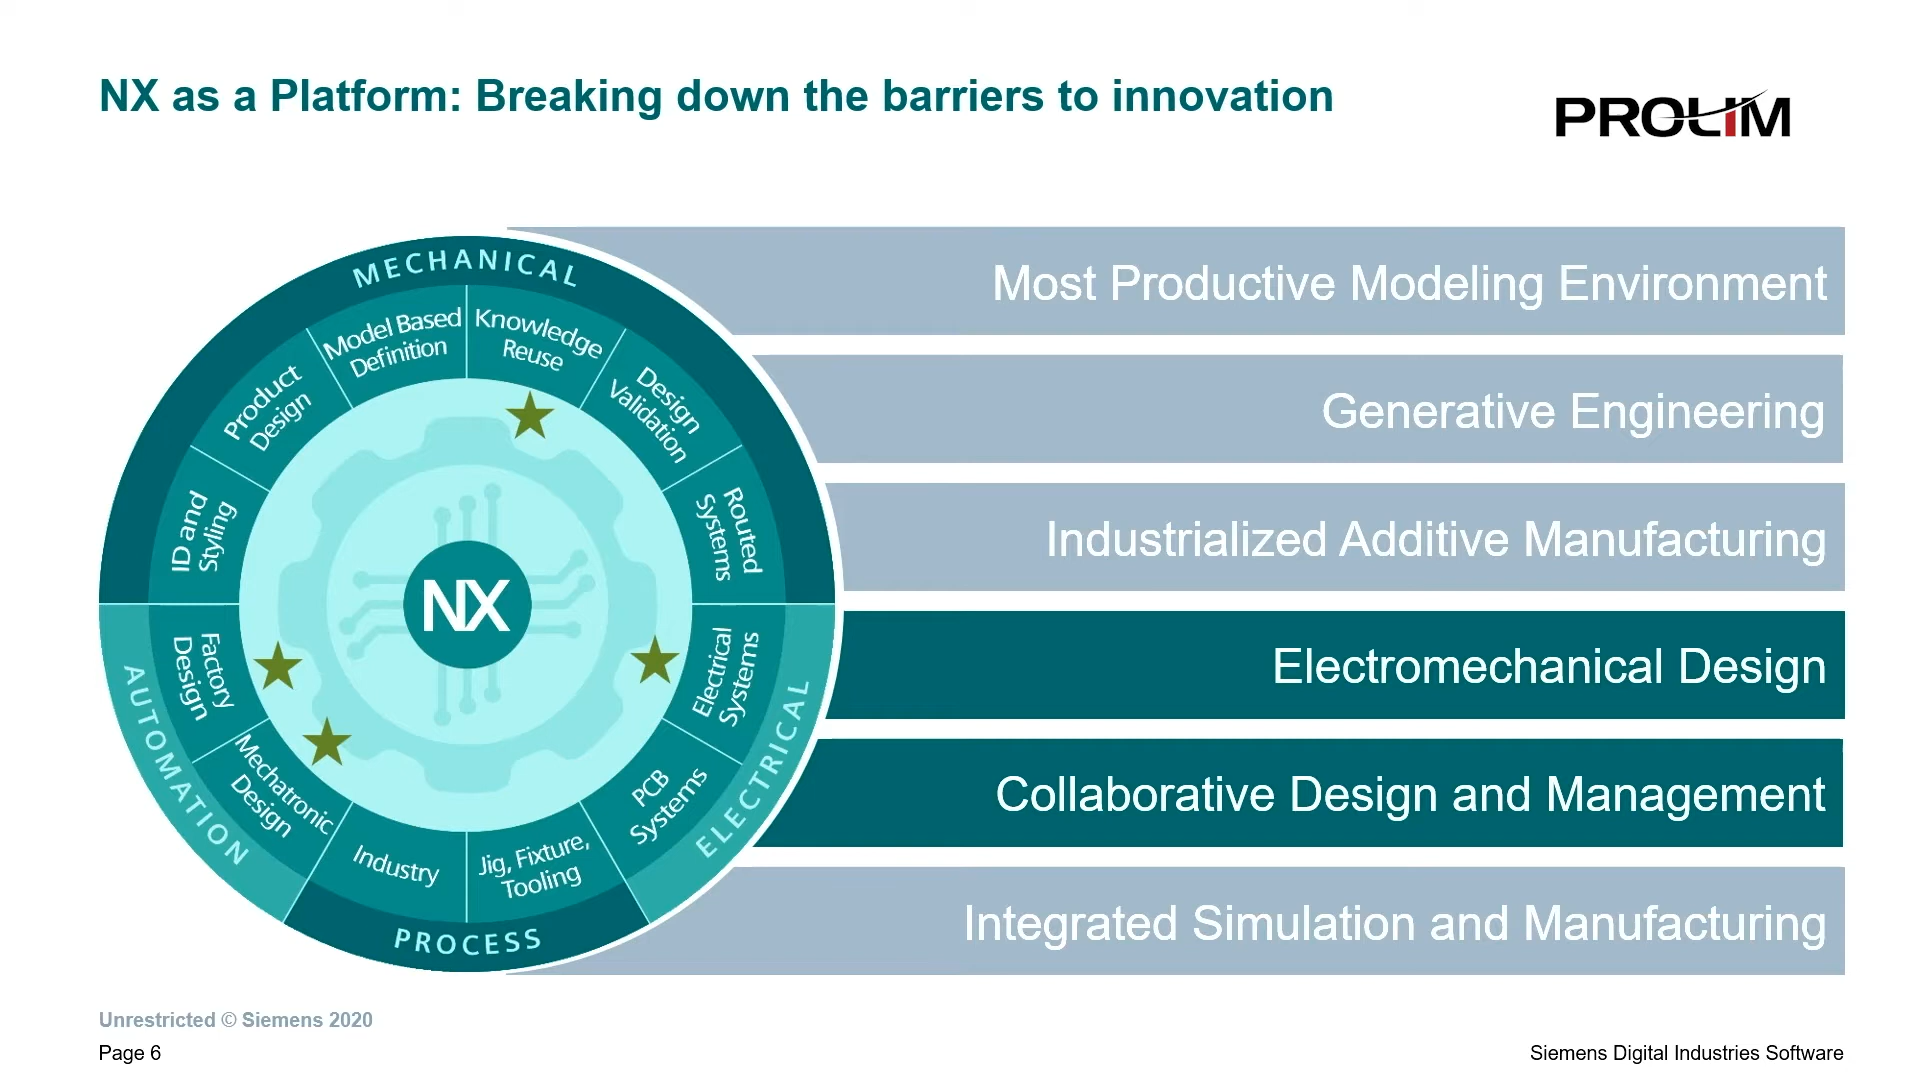 NX as a Platform: Breaking down the barriers to innovation
PROLIM
MECHANICAL
Model Based
Definition
Knowledge
Reuse
Product
Design
Design
Validation
ID and
Styling
Routed
Systems
NX
Factory
Design
Electrical
Systems
AUTOMATION
Mechatronic
Design
PCB
Systems
ELECTRICAL
Industry
Jig, Fixture,
Tooling
PROCESS
Most Productive Modeling Environment
Generative Engineering
Industrialized Additive Manufacturing
Electromechanical Design
Collaborative Design and Management
Integrated Simulation and Manufacturing
Unrestricted © Siemens 2020
Page 6
Siemens Digital Industries Software